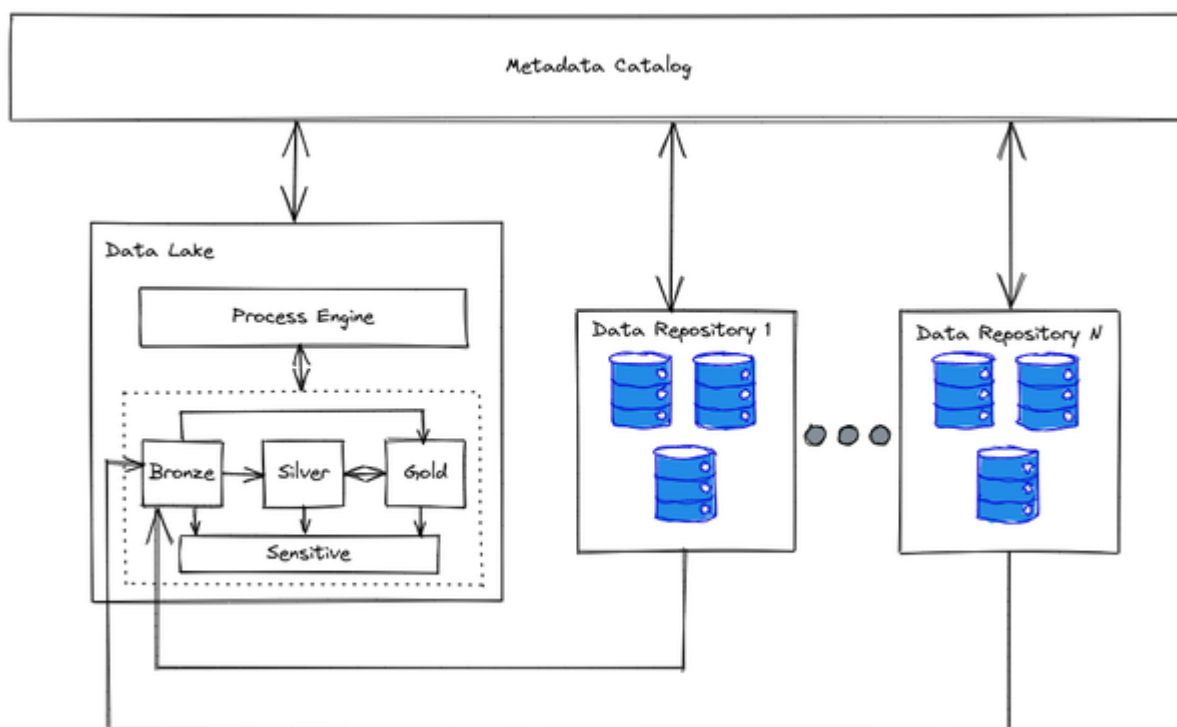 Metadata Catalog
Data Lake
Process Engine
Data Repository 1
Data Repository N
Bronze
Silver
Gold
Sensitive